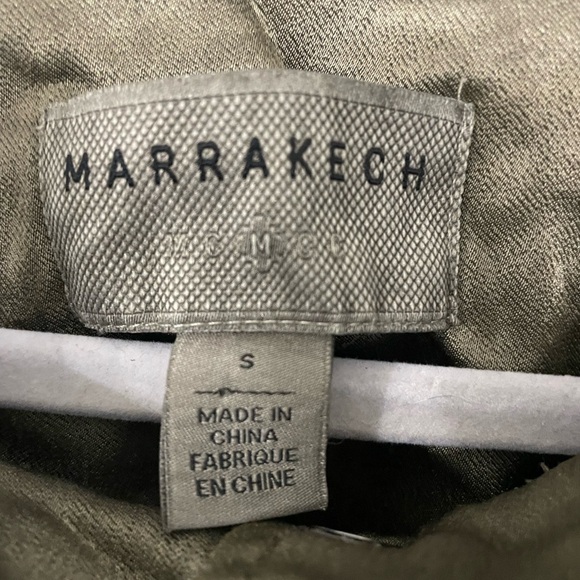 MARRAKECH
S
MADE IN
CHINA
FABRIQUE
EN CHINE